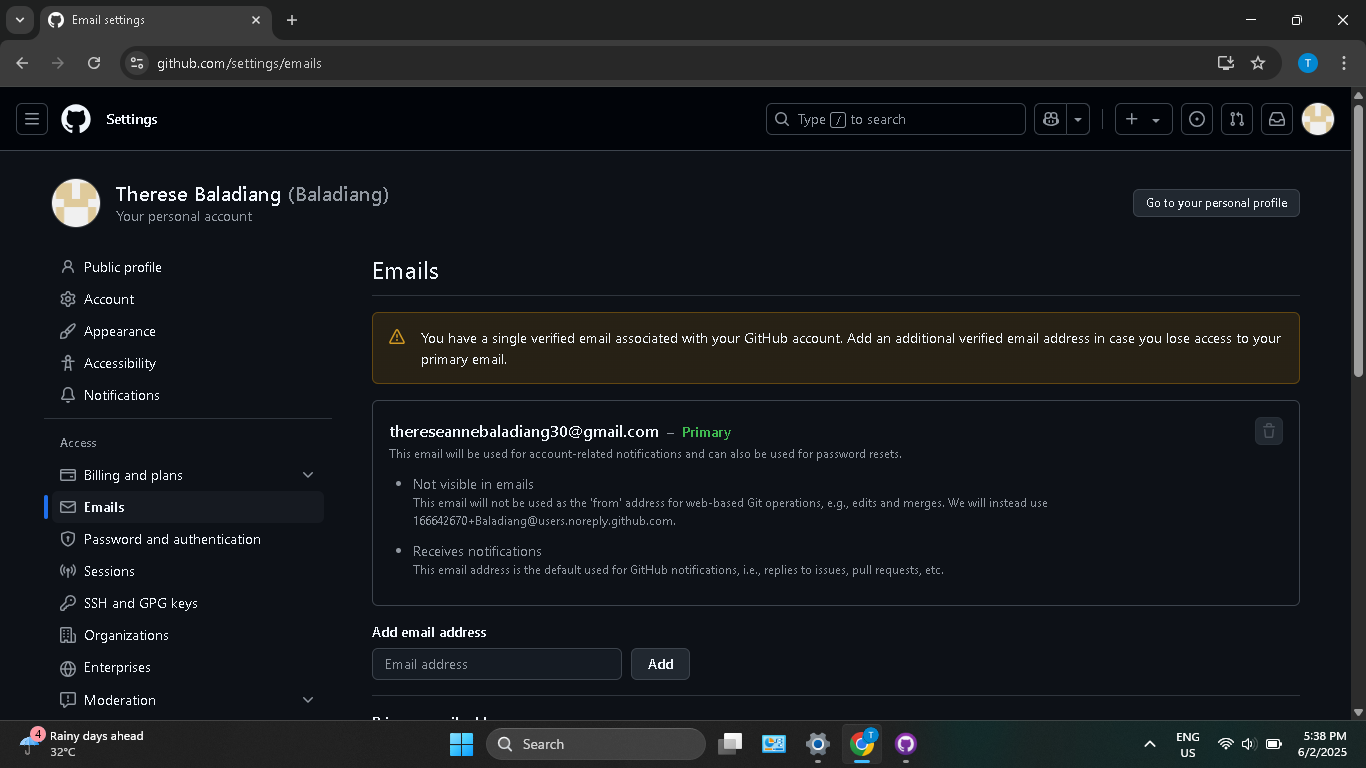 Email settings
github.com/settings/emails
T
Settings
Type / to search
Therese Baladiang (Baladiang)
Your personal account
Go to your personal profile
Public profile
Account
Appearance
Accessibility
Notifications
Access
Billing and plans
Emails
Password and authentication
Sessions
SSH and GPG keys
Organizations
Enterprises
Moderation
Emails
You have a single verified email associated with your GitHub account. Add an additional verified email address in case you lose access to your
primary email.
thereseannebaladiang30@gmail.com – Primary
This email will be used for account-related notifications and can also be used for password resets.
• Not visible in emails
This email will not be used as the 'from' address for web-based Git operations, e.g., edits and merges. We will instead use
166642670+Baladiang@users.noreply.github.com.
• Receives notifications
This email address is the default used for GitHub notifications, i.e., replies to issues, pull requests, etc.
Add email address
Email address
Add
4
Rainy days ahead
32°C
Search
T
ENG
US
5:38 PM
6/2/2025